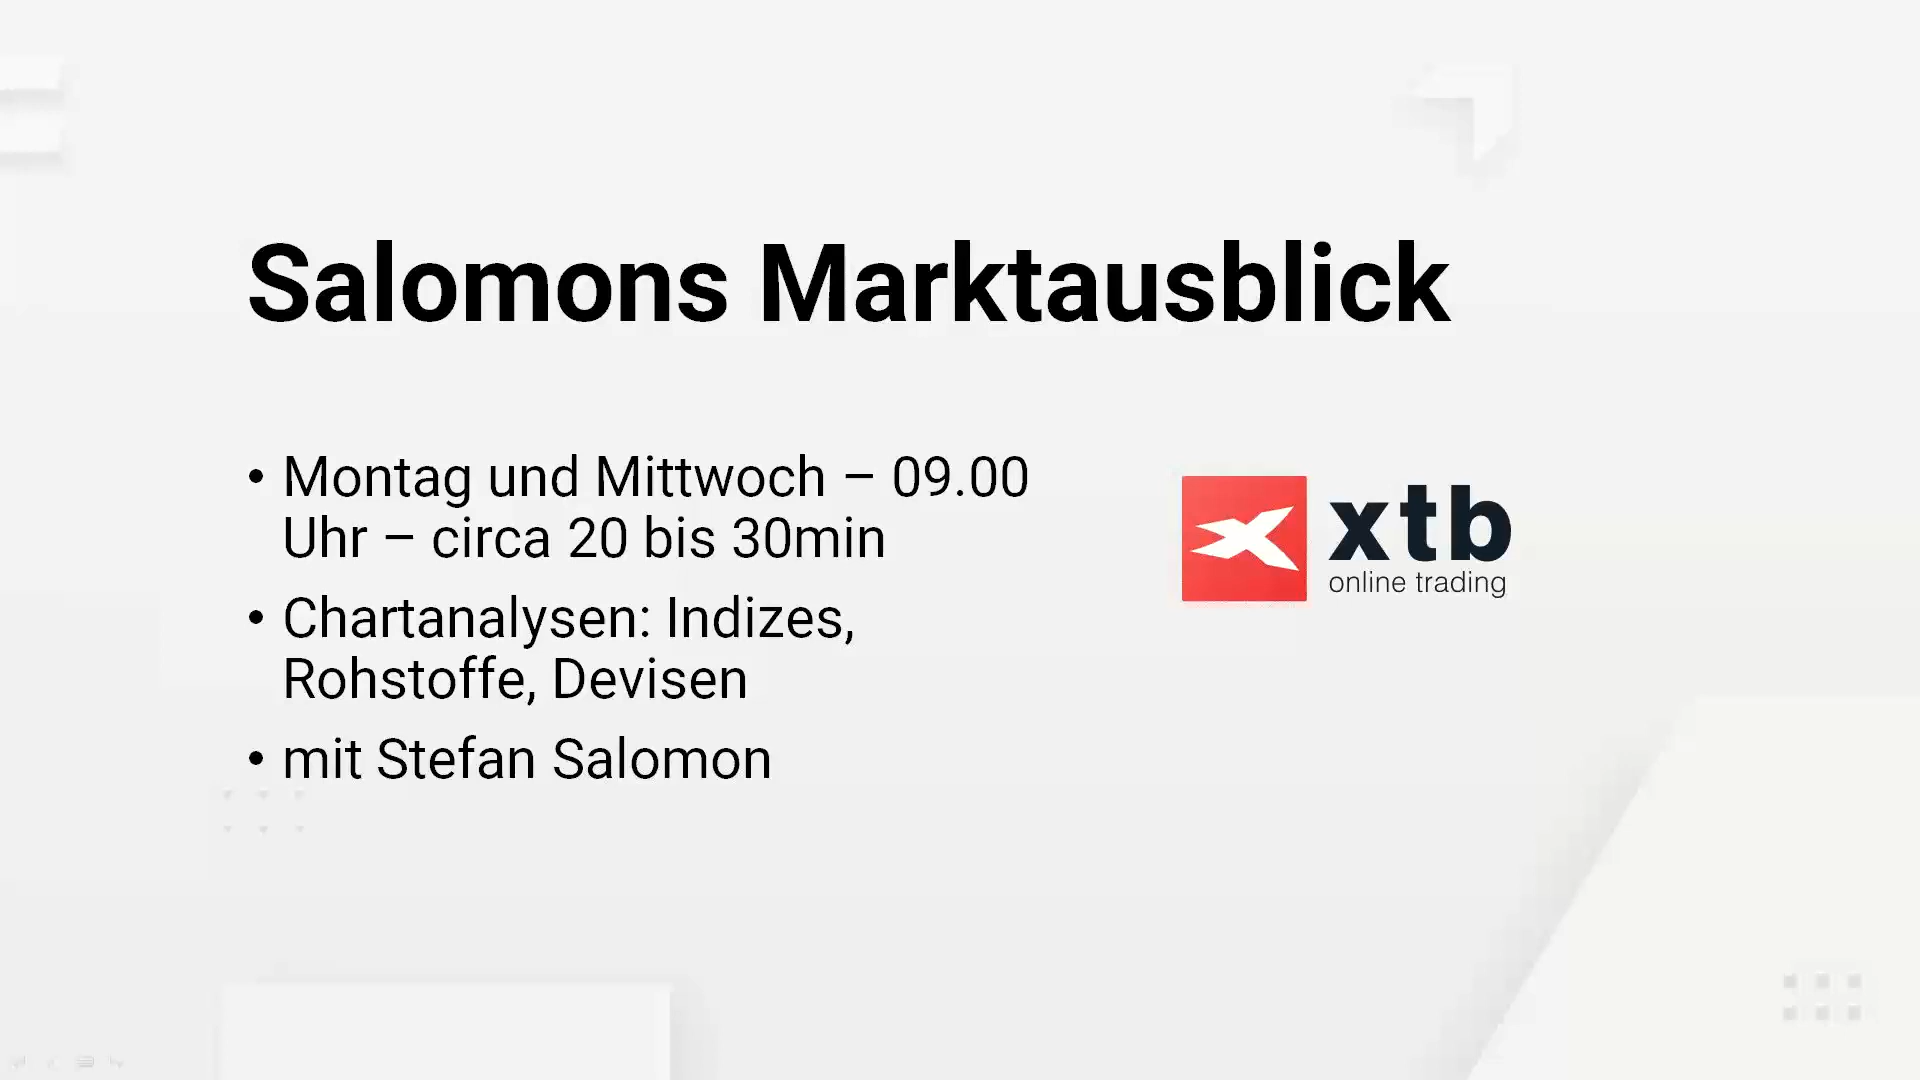 Salomons Marktausblick
• Montag und Mittwoch – 09.00
Uhr – circa 20 bis 30min
• Chartanalysen: Indizes,
Rohstoffe, Devisen
• mit Stefan Salomon
xtb
online trading